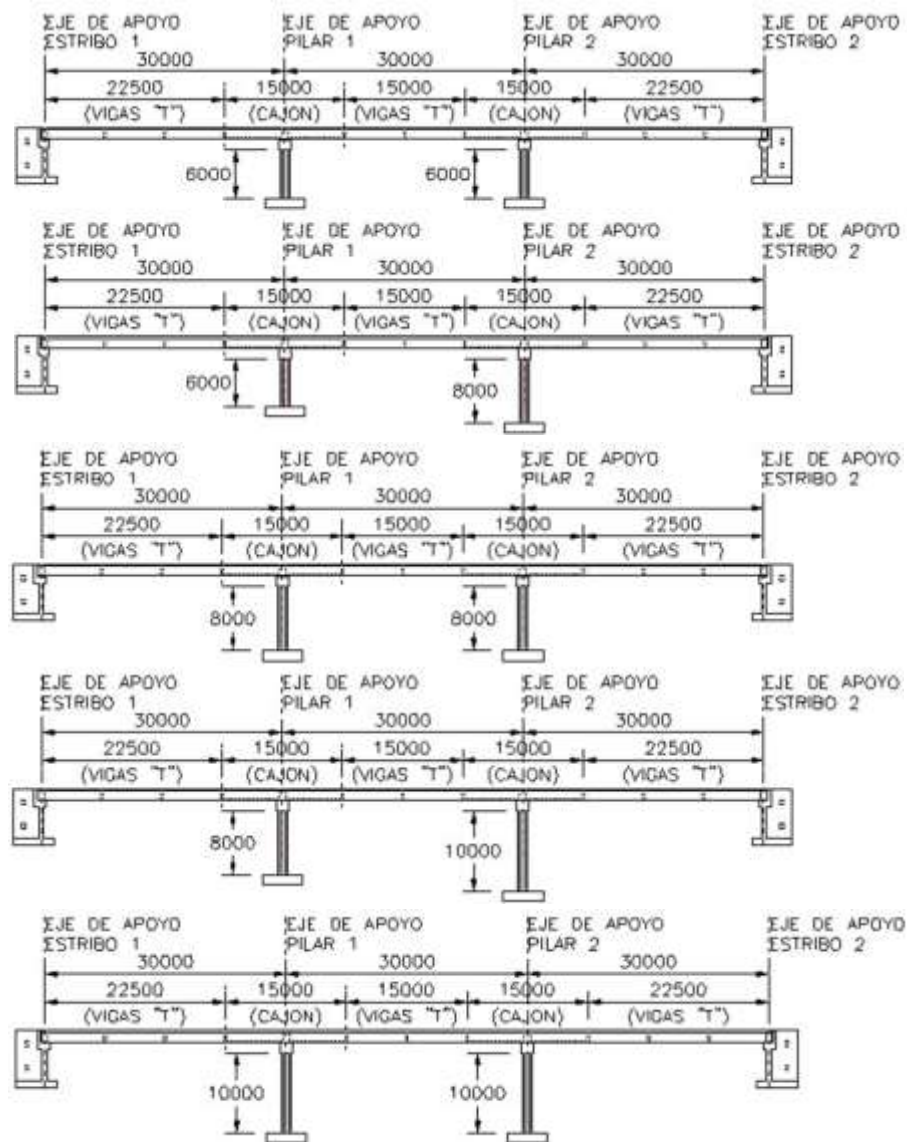 EJE DE APOYO EJE DE APOYO EJE DE APOYO EJE DE APOYO
ESTRIBO 1 PILAR 1 PILAR 2 ESTRIBO 2
30000 30000 30000
22500 15000 15000 15000 22500
(VIGAS "T") (CAJON) (VIGAS "T") (CAJON) (VIGAS "T")
6000 6000
EJE DE APOYO EJE DE APOYO EJE DE APOYO EJE DE APOYO
ESTRIBO 1 PILAR 1 PILAR 2 ESTRIBO 2
30000 30000 30000
22500 15000 15000 15000 22500
(VIGAS "T") (CAJON) (VIGAS "T") (CAJON) (VIGAS "T")
6000 8000
EJE DE APOYO EJE DE APOYO EJE DE APOYO EJE DE APOYO
ESTRIBO 1 PILAR 1 PILAR 2 ESTRIBO 2
30000 30000 30000
22500 15000 15000 15000 22500
(VIGAS "T") (CAJON) (VIGAS "T") (CAJON) (VIGAS "T")
8000 8000
EJE DE APOYO EJE DE APOYO EJE DE APOYO EJE DE APOYO
ESTRIBO 1 PILAR 1 PILAR 2 ESTRIBO 2
30000 30000 30000
22500 15000 15000 15000 22500
(VIGAS "T") (CAJON) (VIGAS "T") (CAJON) (VIGAS "T")
8000 10000
EJE DE APOYO EJE DE APOYO EJE DE APOYO EJE DE APOYO
ESTRIBO 1 PILAR 1 PILAR 2 ESTRIBO 2
30000 30000 30000
22500 15000 15000 15000 22500
(VIGAS "T") (CAJON) (VIGAS "T") (CAJON) (VIGAS "T")
10000 10000